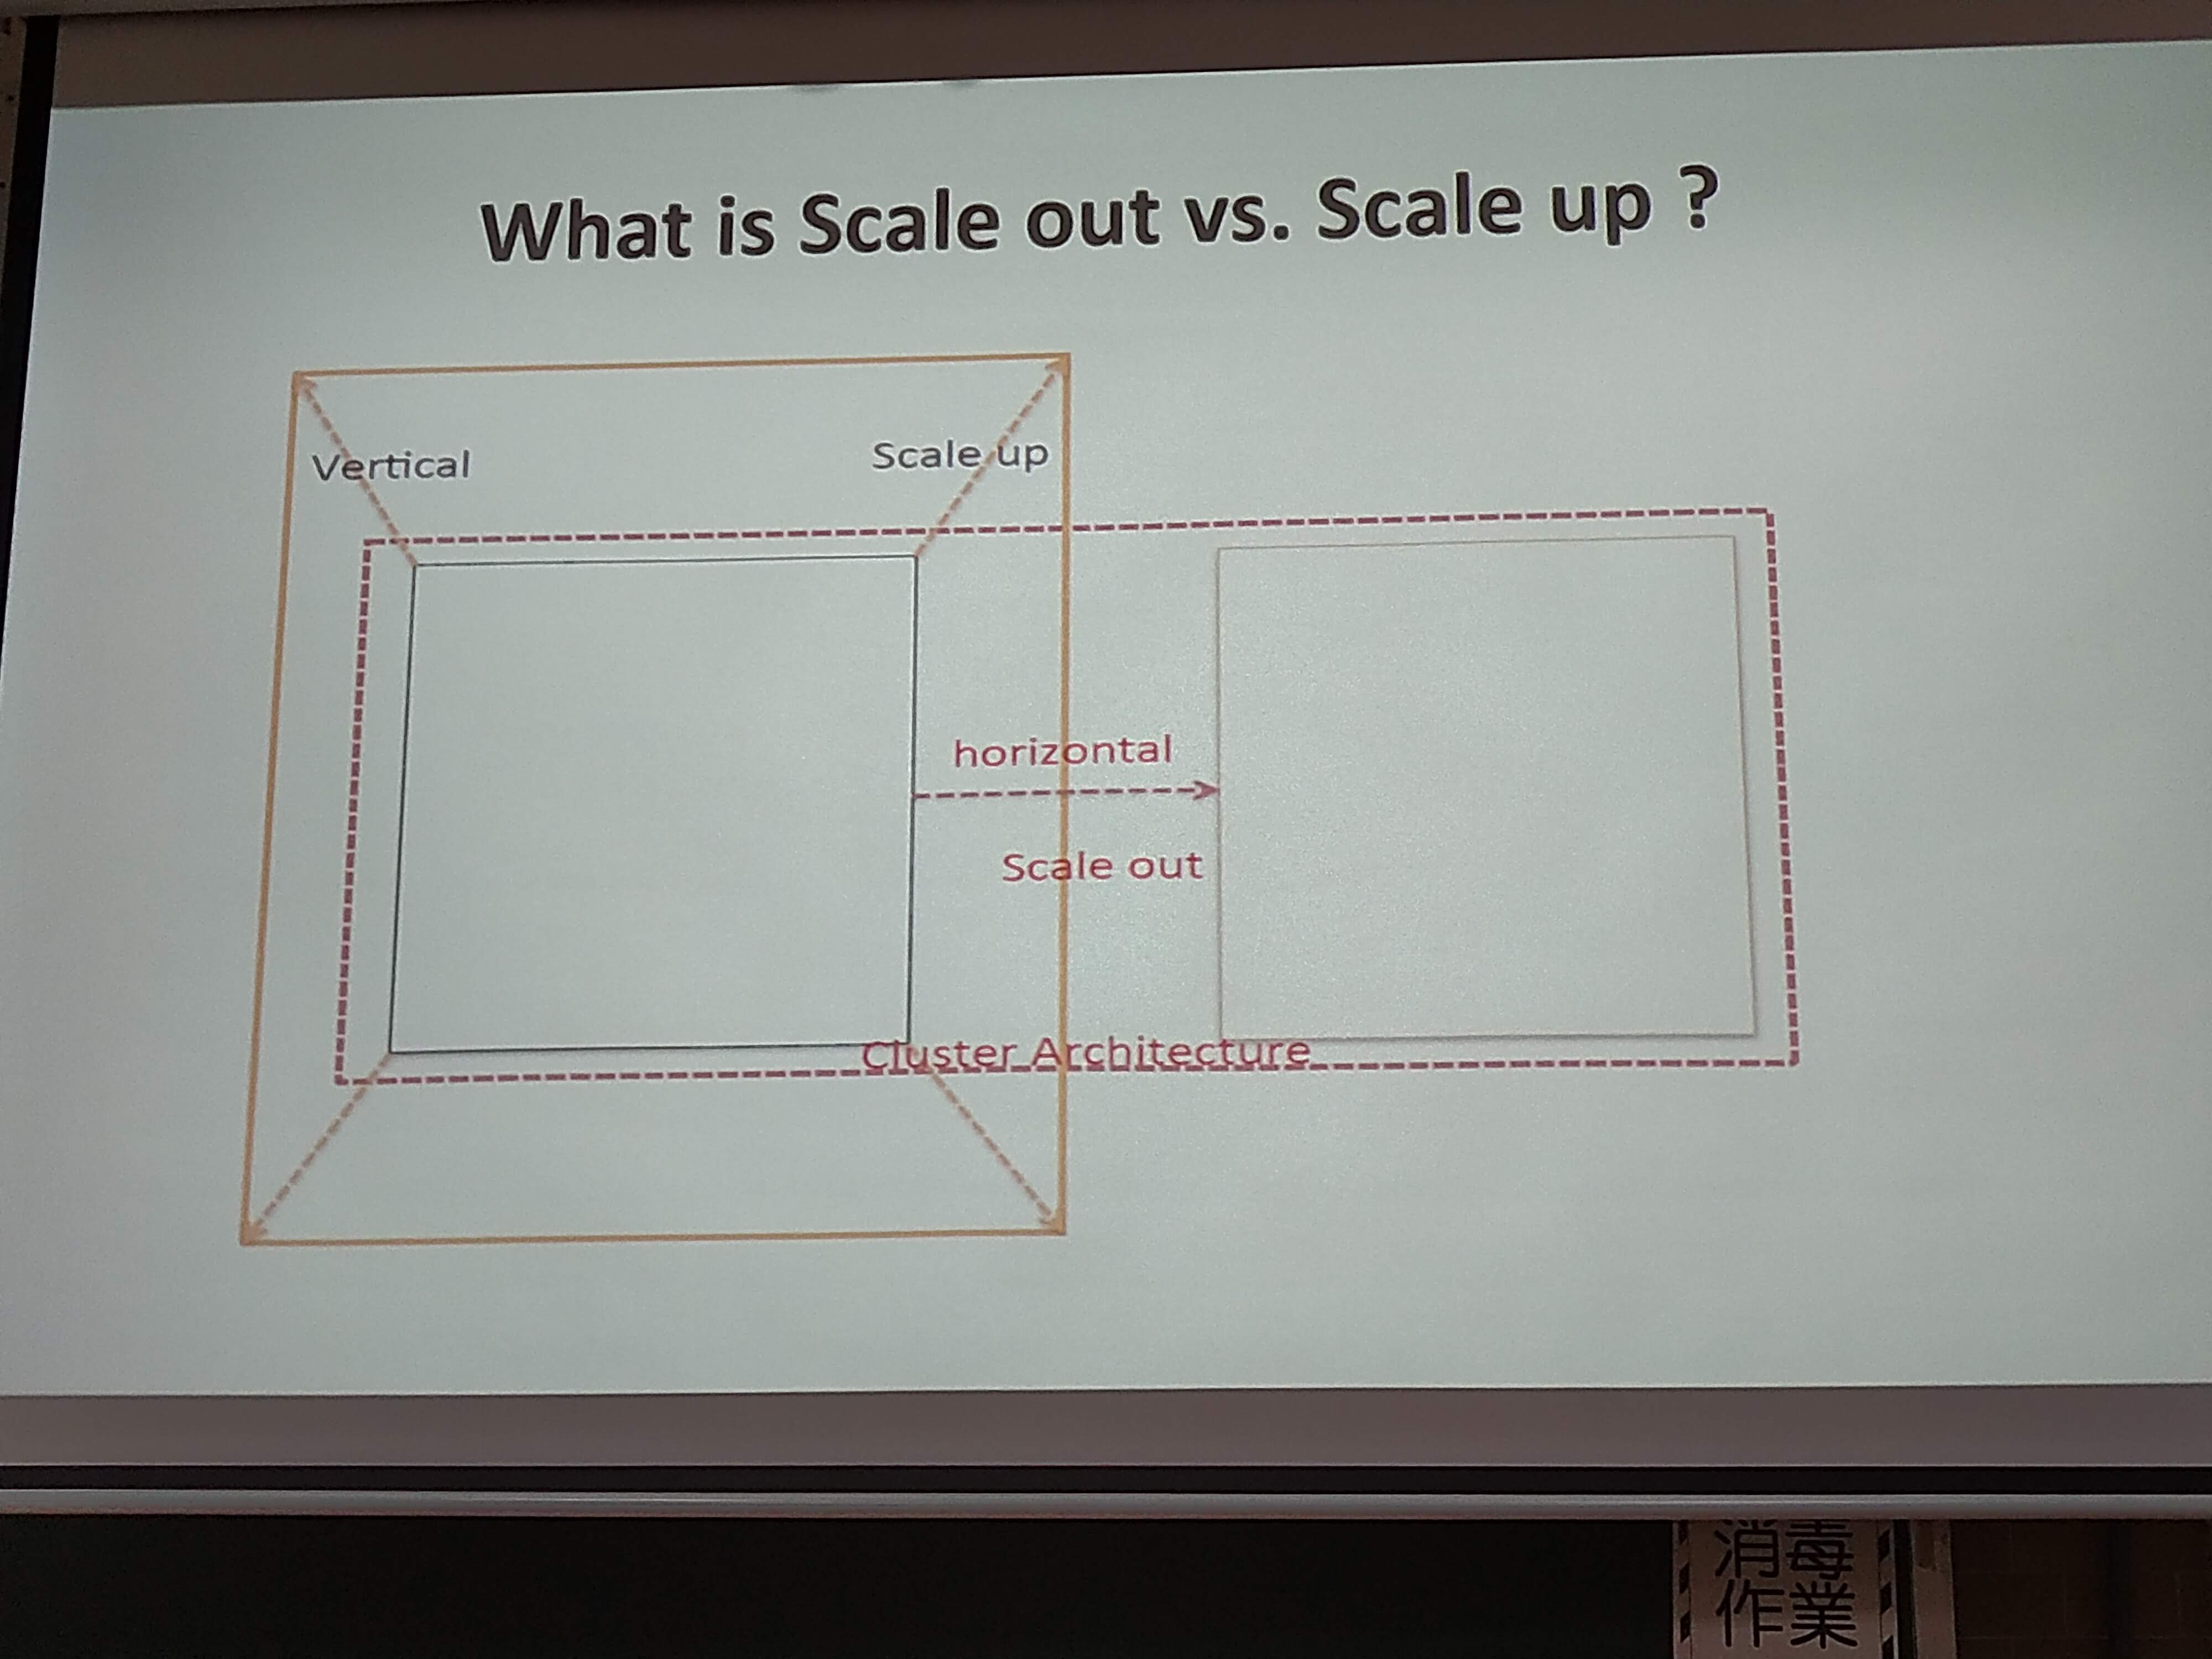 What is Scale out vs. Scale up ?
Vertical
Scale up
horizontal
Scale out
Cluster Architecture
消毒
作業